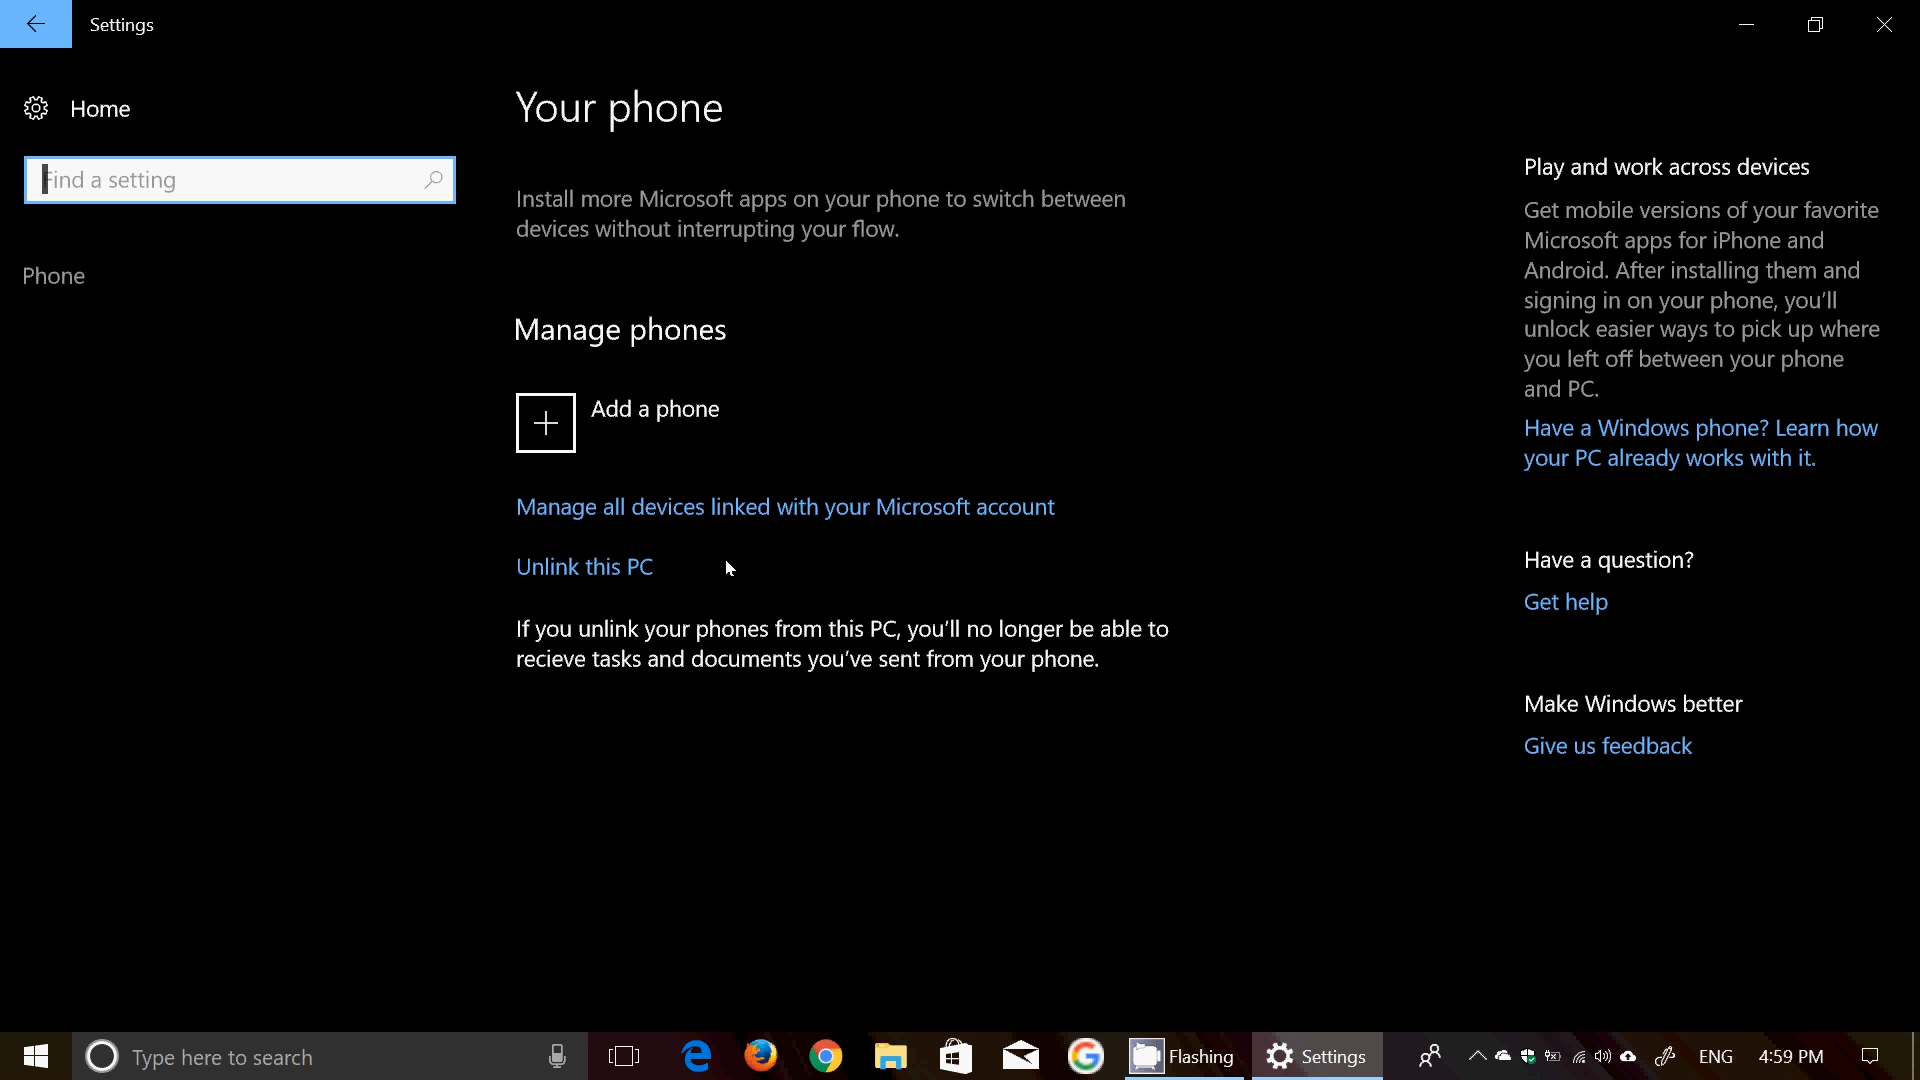 Settings
Home
Find a setting
Phone
Your phone
Install more Microsoft apps on your phone to switch between
devices without interrupting your flow.
Manage phones
Add a phone
Manage all devices linked with your Microsoft account
Unlink this PC
If you unlink your phones from this PC, you'll no longer be able to
recieve tasks and documents you've sent from your phone.
Play and work across devices
Get mobile versions of your favorite
Microsoft apps for iPhone and
Android. After installing them and
signing in on your phone, you'll
unlock easier ways to pick up where
you left off between your phone
and PC.
Have a Windows phone? Learn how
your PC already works with it.
Have a question?
Get help
Make Windows better
Give us feedback
Type here to search
Flashing
Settings
ENG
4:59 PM